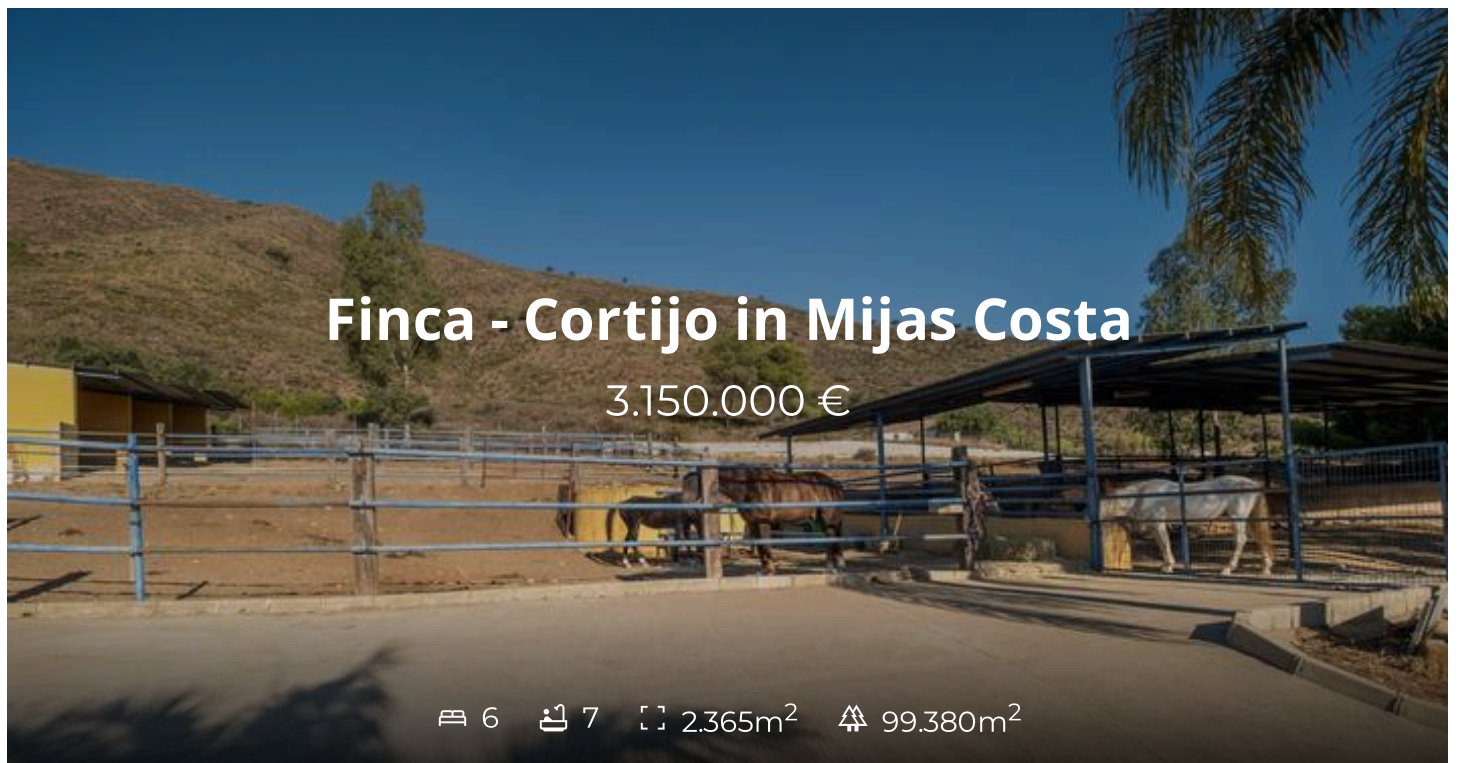 Finca - Cortijo in Mijas Costa
3.150.000 €
6 7 2.365m² 99.380m²